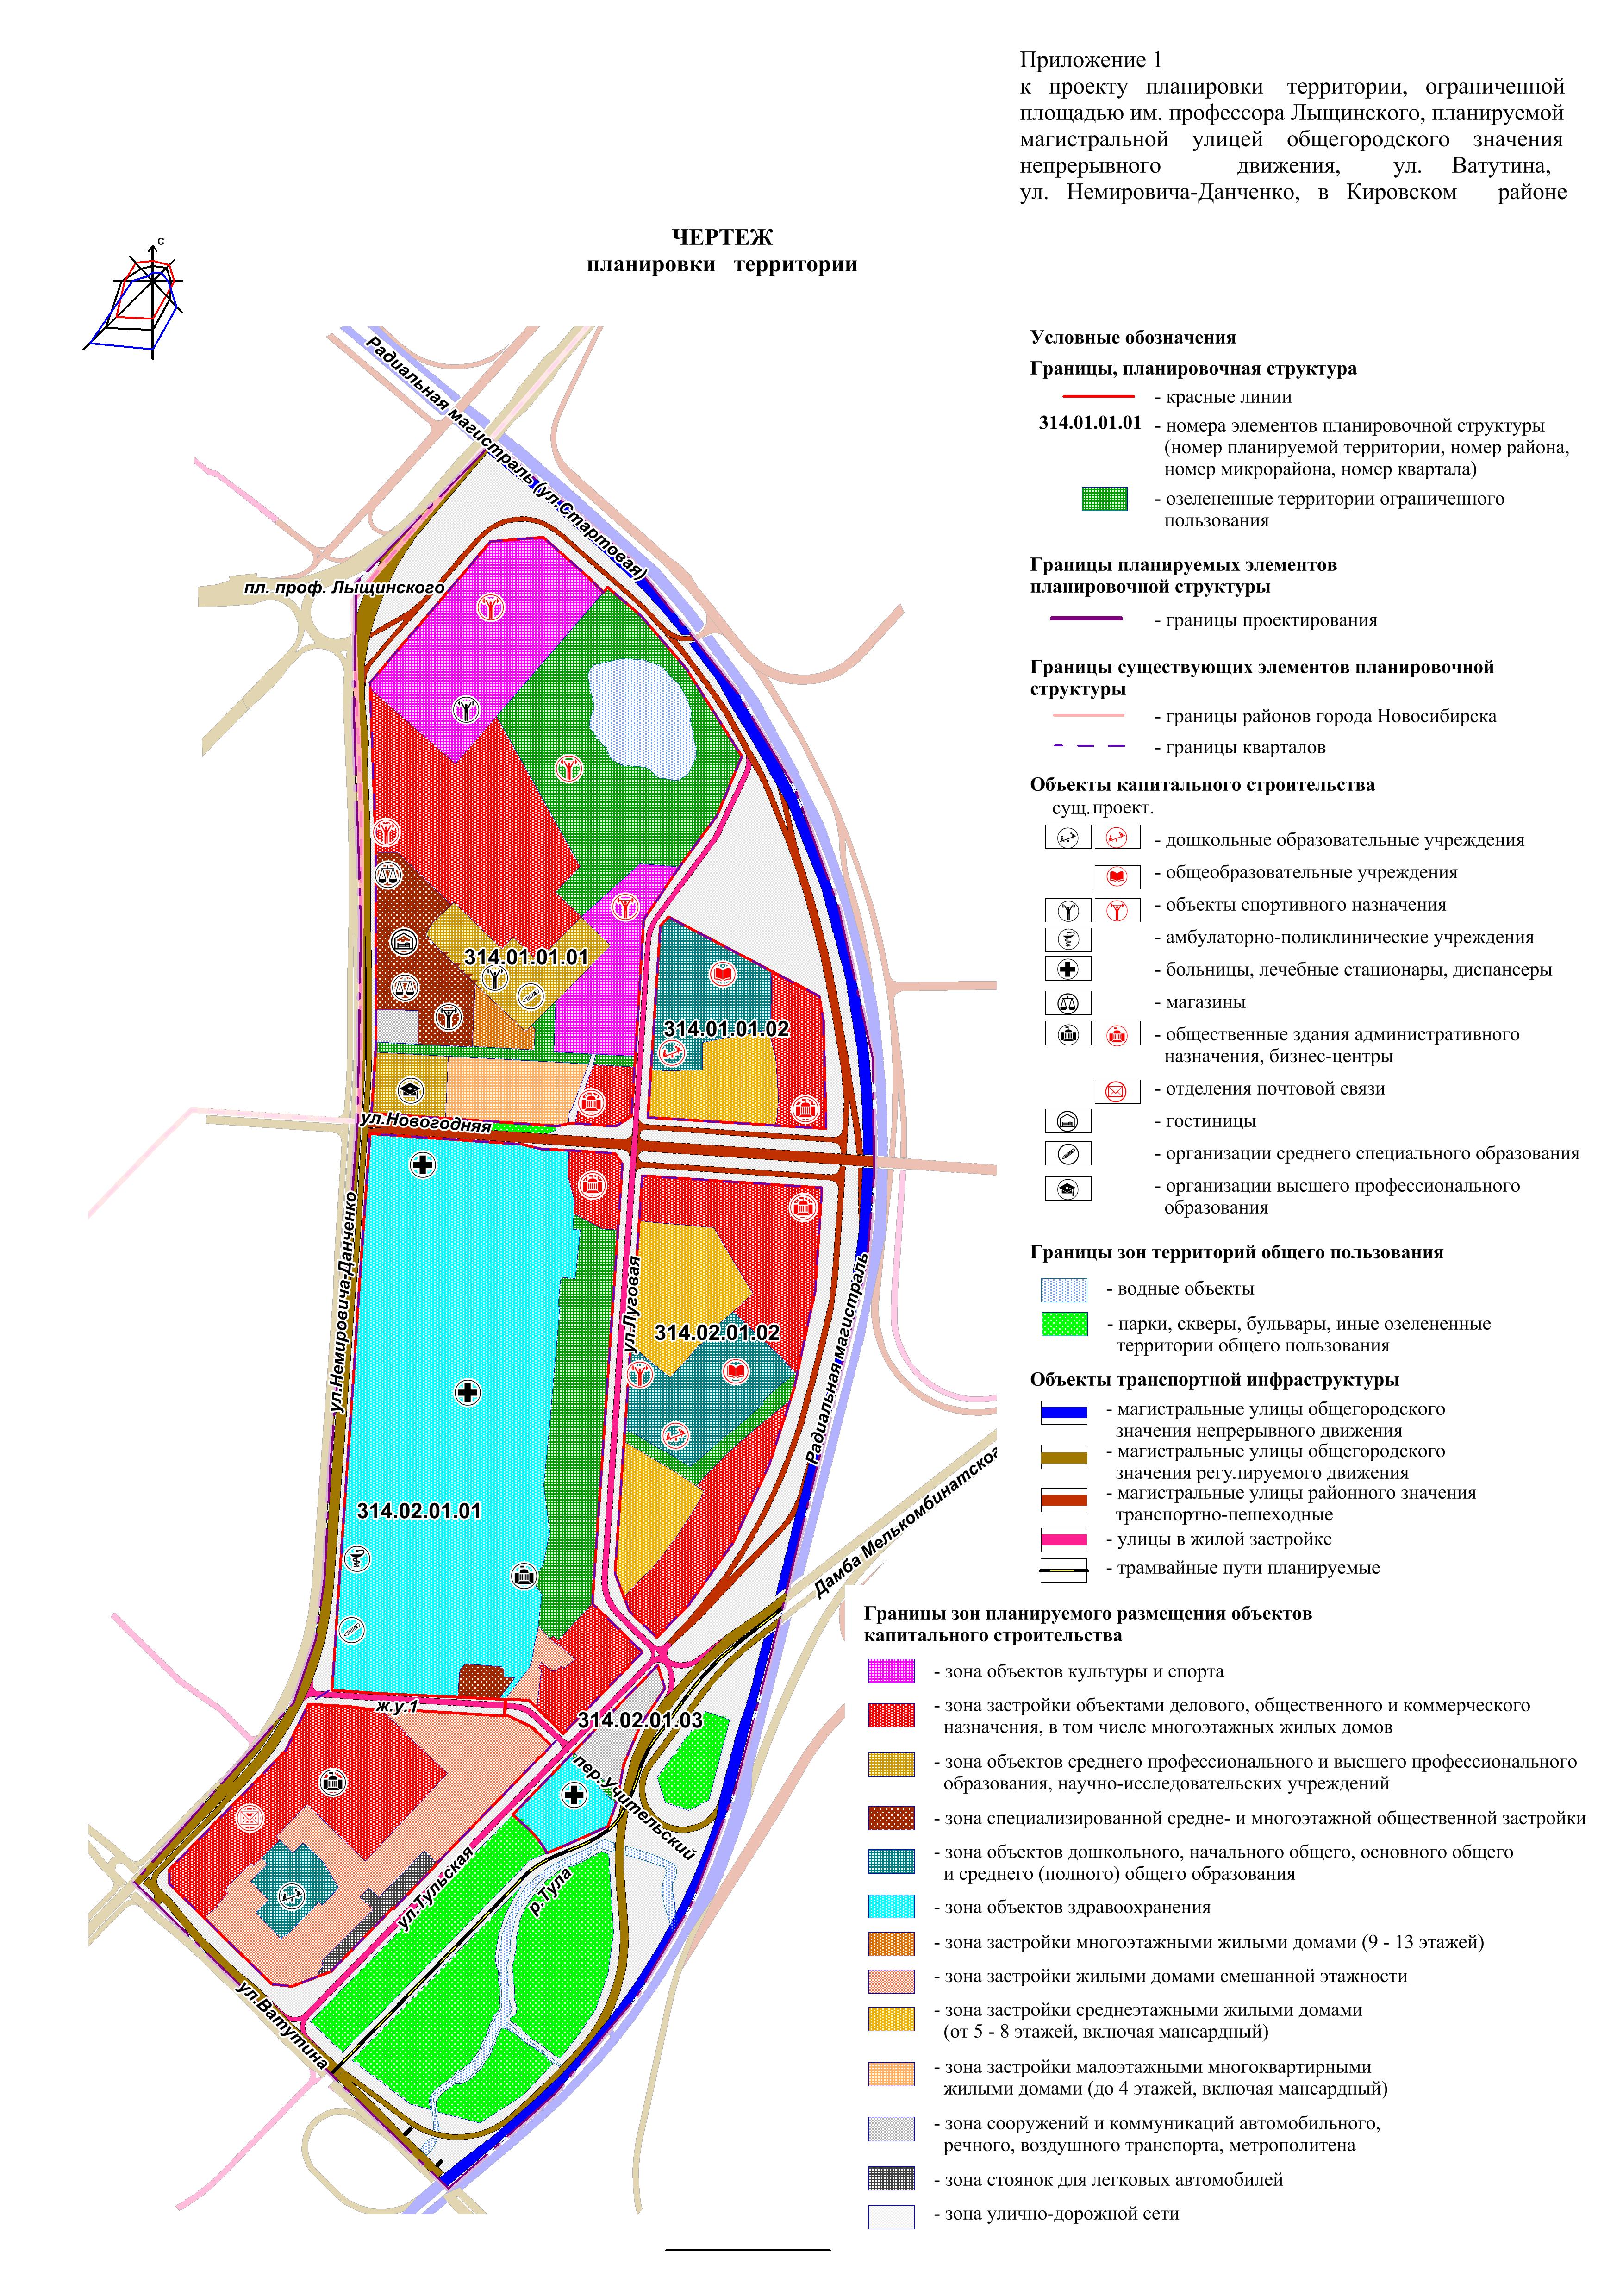 Приложение 1
к проекту планировки территории, ограниченной
площадью им. профессора Лыщинского, планируемой
магистральной улицей общегородского значения
непрерывного движения, ул. Ватутина,
ул. Немировича-Данченко, в Кировском районе
ЧЕРТЕЖ
планировки территории
С
Радиальная магистраль (ул.Стартовая)
пл. проф. Лыщинского
314.01.01.01
314.01.01.02
ул.Новогодняя
ул.Немировича-Данченко
ул.Луговая
314.02.01.02
Радиальная магистраль
314.02.01.01
Дамба Мелькомбинатская
ж.у.1
314.02.01.03
пер. Учительский
ул.Тульская
р.Тула
ул.Ватутина
Условные обозначения
Границы, планировочная структура
- красные линии
314.01.01.01 - номера элементов планировочной структуры
(номер планируемой территории, номер района,
номер микрорайона, номер квартала)
- озелененные территории ограниченного
пользования
Границы планируемых элементов
планировочной структуры
- границы проектирования
Границы существующих элементов планировочной
структуры
- границы районов города Новосибирска
- границы кварталов
Объекты капитального строительства
сущ. проект.
- дошкольные образовательные учреждения
- общеобразовательные учреждения
- объекты спортивного назначения
- амбулаторно-поликлинические учреждения
- больницы, лечебные стационары, диспансеры
- магазины
- общественные здания административного
назначения, бизнес-центры
- отделения почтовой связи
- гостиницы
- организации среднего специального образования
- организации высшего профессионального
образования
Границы зон территорий общего пользования
- водные объекты
- парки, скверы, бульвары, иные озелененные
территории общего пользования
Объекты транспортной инфраструктуры
- магистральные улицы общегородского
значения непрерывного движения
- магистральные улицы общегородского
значения регулируемого движения
- магистральные улицы районного значения
транспортно-пешеходные
- улицы в жилой застройке
- трамвайные пути планируемые
Границы зон планируемого размещения объектов
капитального строительства
- зона объектов культуры и спорта
- зона застройки объектами делового, общественного и коммерческого
назначения, в том числе многоэтажных жилых домов
- зона объектов среднего профессионального и высшего профессионального
образования, научно-исследовательских учреждений
- зона специализированной средне- и многоэтажной общественной застройки
- зона объектов дошкольного, начального общего, основного общего
и среднего (полного) общего образования
- зона объектов здравоохранения
- зона застройки многоэтажными жилыми домами (9 - 13 этажей)
- зона застройки жилыми домами смешанной этажности
- зона застройки среднеэтажными жилыми домами
(от 5 - 8 этажей, включая мансардный)
- зона застройки малоэтажными многоквартирными
жилыми домами (до 4 этажей, включая мансардный)
- зона сооружений и коммуникаций автомобильного,
речного, воздушного транспорта, метрополитена
- зона стоянок для легковых автомобилей
- зона улично-дорожной сети